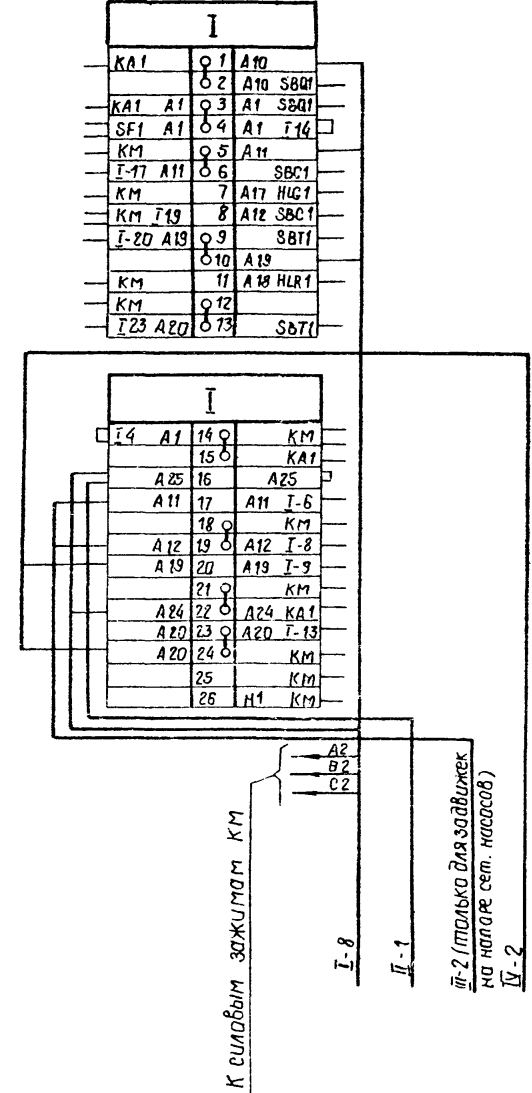 I
KA1 1 A10
2 A10 SBQ1
KA1 A1 3 A1 SBQ1
SF1 A1 4 A1 I14
KM 5 A11
I-17 A11 6 SBC1
KM 7 A17 HLG1
KM I19 8 A12 SBC1
I-20 A19 9 SBT1
10 A19
KM 11 A18 HLR1
KM 12
I23 A20 13 SBT1
I
I4 A1 14 KM
15 KA1
A25 16 A25
A11 17 A11 I-6
18 KM
A12 19 A12 I-8
A19 20 A19 I-9
21 KM
A24 22 A24 KA1
A20 23 A20 I-13
A20 24 KM
25 KM
26 H1 KM
A2
B2
C2
К силовым зажимам КМ
I-8
II-1
III-2 (только для задвижек
на напоре сет. насосов)
IV-2